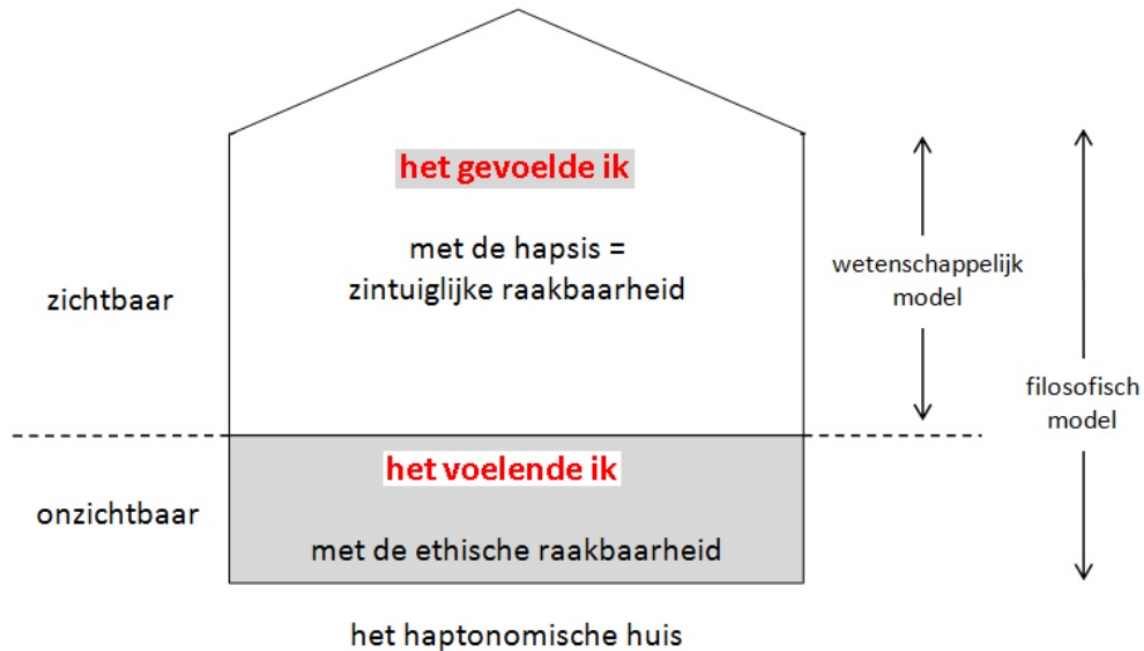 het gevoelde ik
met de hapsis =
zintuiglijke raakbaarheid
zichtbaar
wetenschappelijk
model
filosofisch
model
het voelende ik
onzichtbaar
met de ethische raakbaarheid
het haptonomische huis